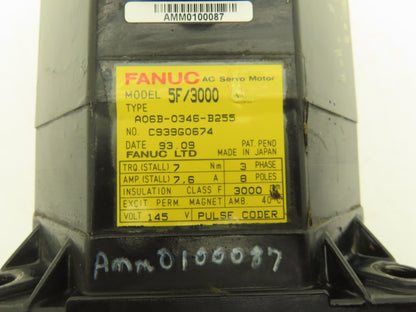 AMM0100087
FANUC AC Servo Motor
MODEL 5F/3000
TYPE
A06B-0346-B255
NO. C939G0674
DATE 93.09 PAT. PEND
FANUC LTD MADE IN JAPAN
TRQ (STALL) 7 Nm 3 PHASE
AMP (STALL) 7.6 A 8 POLES
INSULATION CLASS F 3000
EXCIT PERM MAGNET AMB. 40°C
VOLT 145 V PULSE CODER
Amm0100087